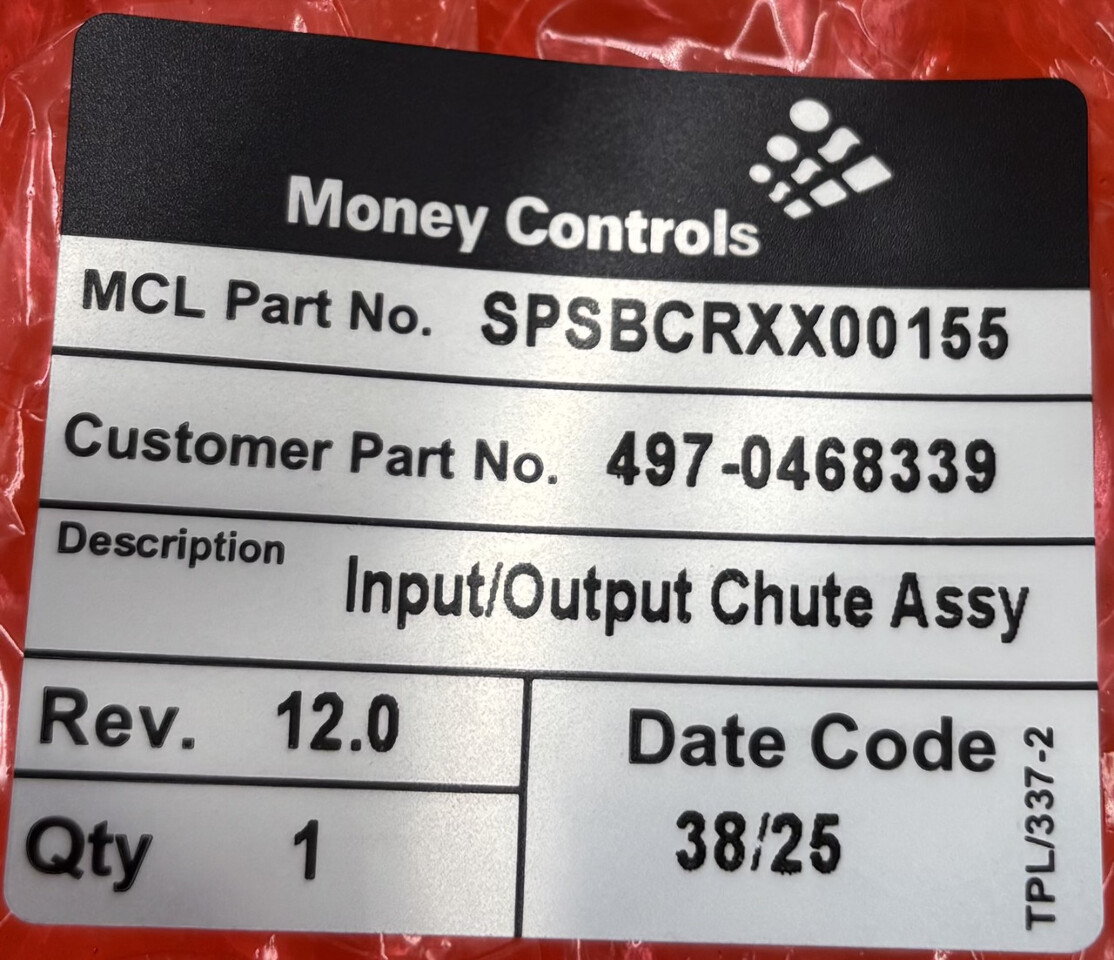 Money Controls
MCL Part No. SPSBCRXX00155
Customer Part No. 497-0468339
Description Input/Output Chute Assy
Rev. 12.0
Qty 1
Date Code
38/25
TPL/337-2